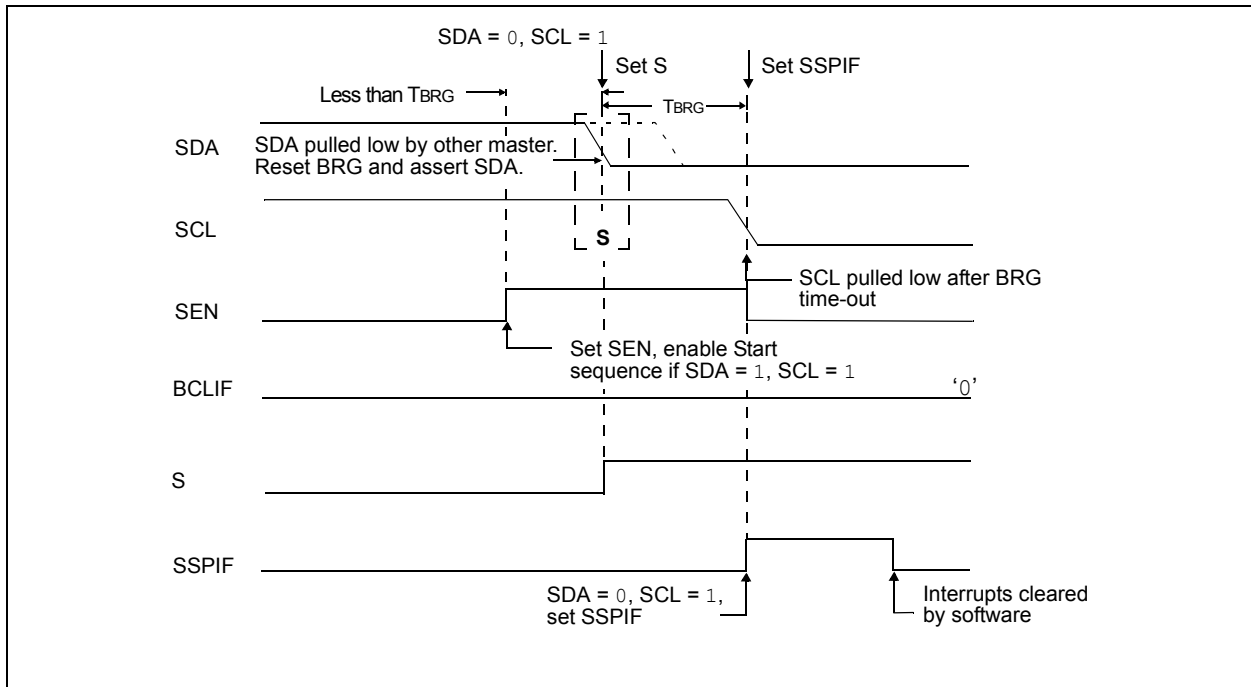 SDA = 0, SCL = 1
Set S
Set SSPIF
Less than TBRG
TBRG
SDA
SDA pulled low by other master.
Reset BRG and assert SDA.
SCL
S
SCL pulled low after BRG
time-out
SEN
Set SEN, enable Start
sequence if SDA = 1, SCL = 1
BCLIF
‘0’
S
SSPIF
SDA = 0, SCL = 1,
set SSPIF
Interrupts cleared
by software